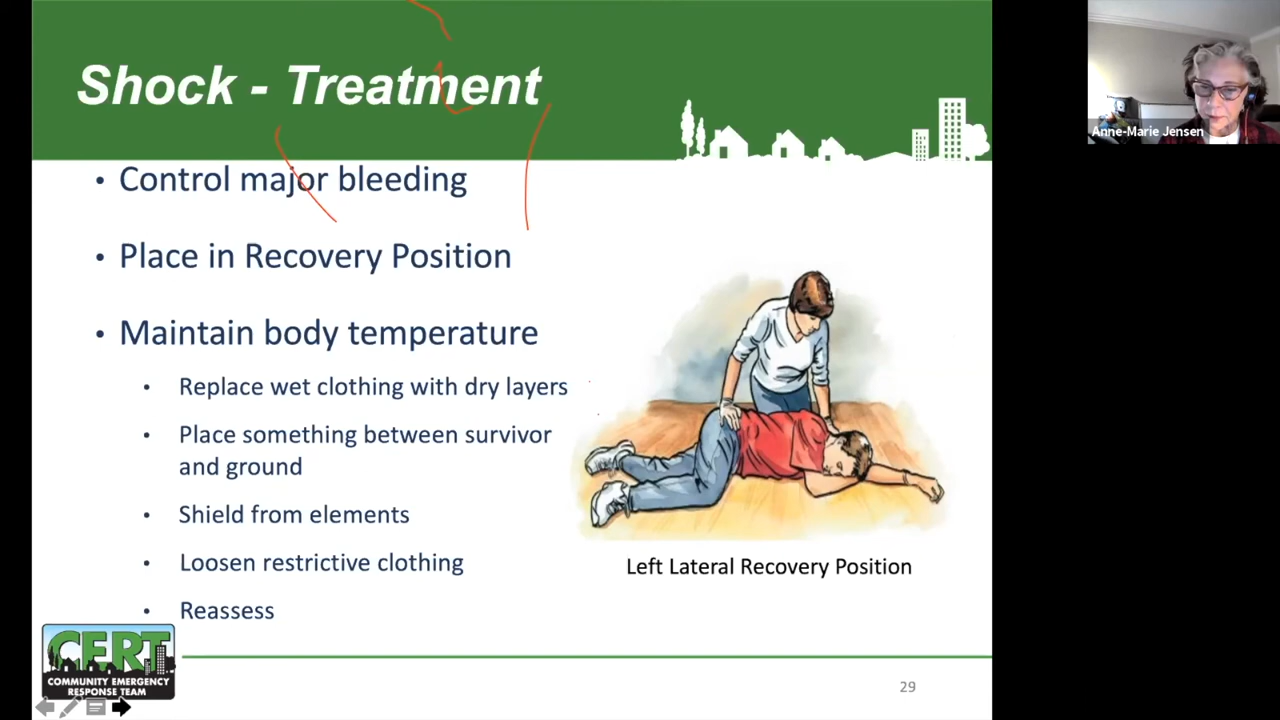 Shock - Treatment
Anne-Marie Jensen
• Control major bleeding
• Place in Recovery Position
• Maintain body temperature
• Replace wet clothing with dry layers
• Place something between survivor
and ground
• Shield from elements
• Loosen restrictive clothing
• Reassess
Left Lateral Recovery Position
CERT
COMMUNITY EMERGENCY
RESPONSE TEAM
29